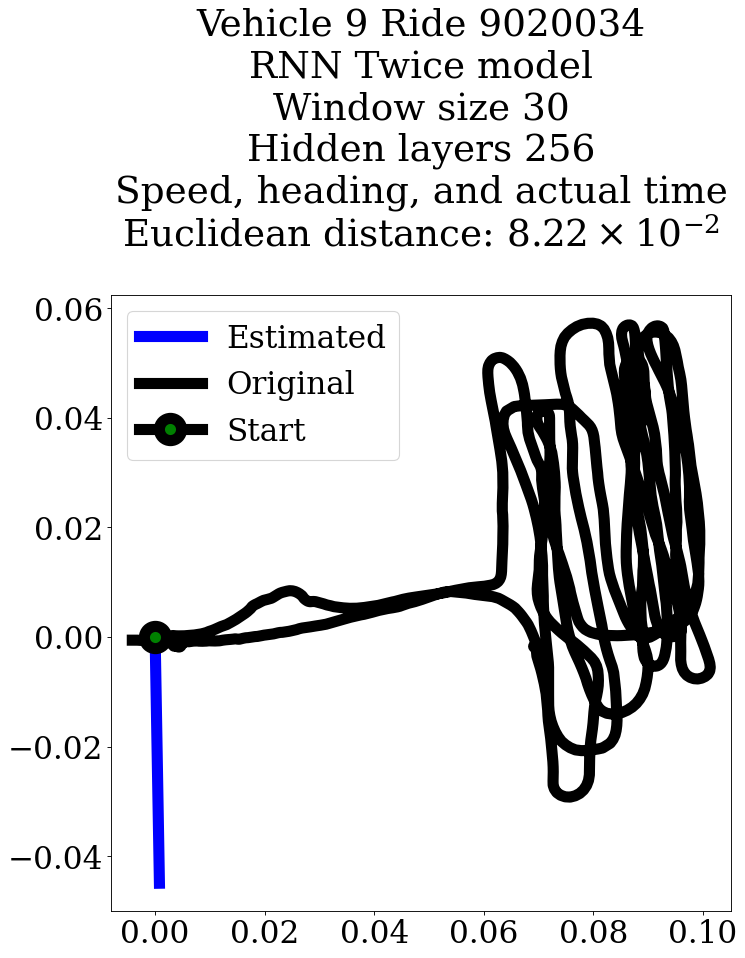 Vehicle 9 Ride 9020034
RNN Twice model
Window size 30
Hidden layers 256
Speed, heading, and actual time
Euclidean distance: 8.22 × 10⁻²
Estimated
Original
Start
0.06
0.04
0.02
0.00
−0.02
−0.04
0.00 0.02 0.04 0.06 0.08 0.10